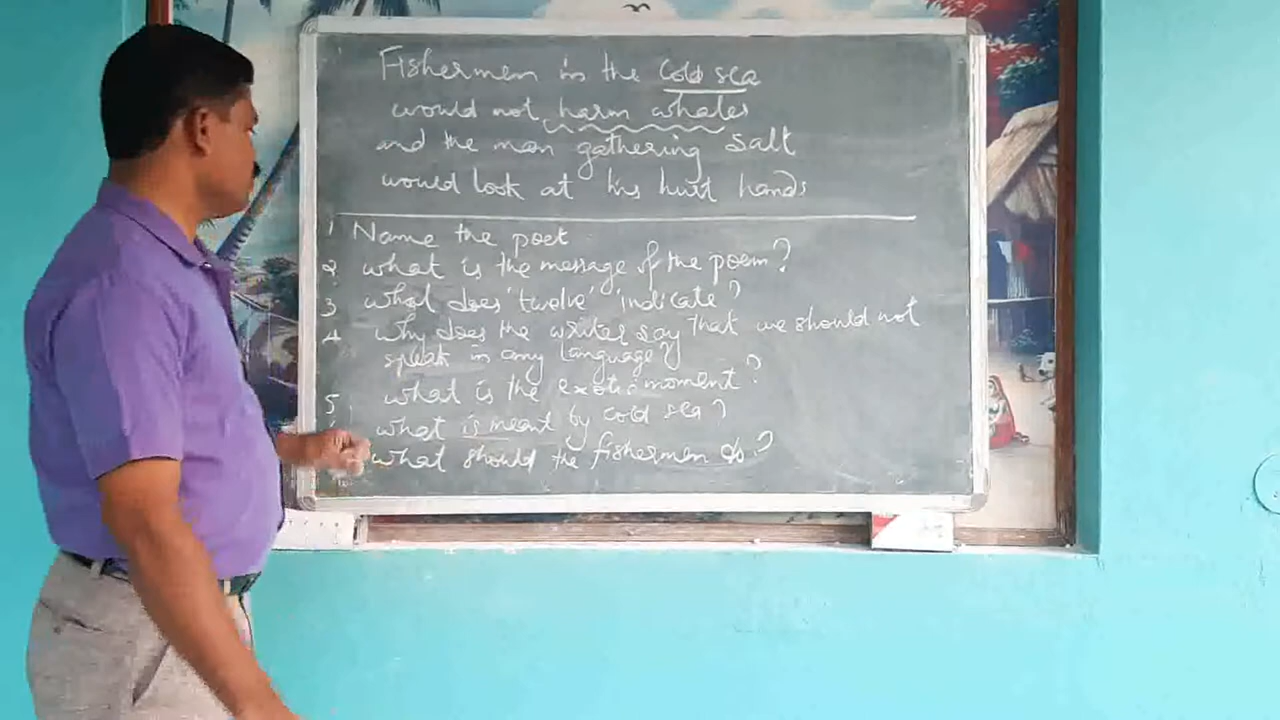 Fishermen in the cold sea
would not harm whales
and the man gathering salt
would look at his hurt hands
1 Name the poet
2 what is the message of the poem?
3 what does 'twelve' indicate?
4 why does the writer say that we should not
speak in any language?
5 what is the exotic moment?
what is meant by cold sea?
what should the fishermen do?